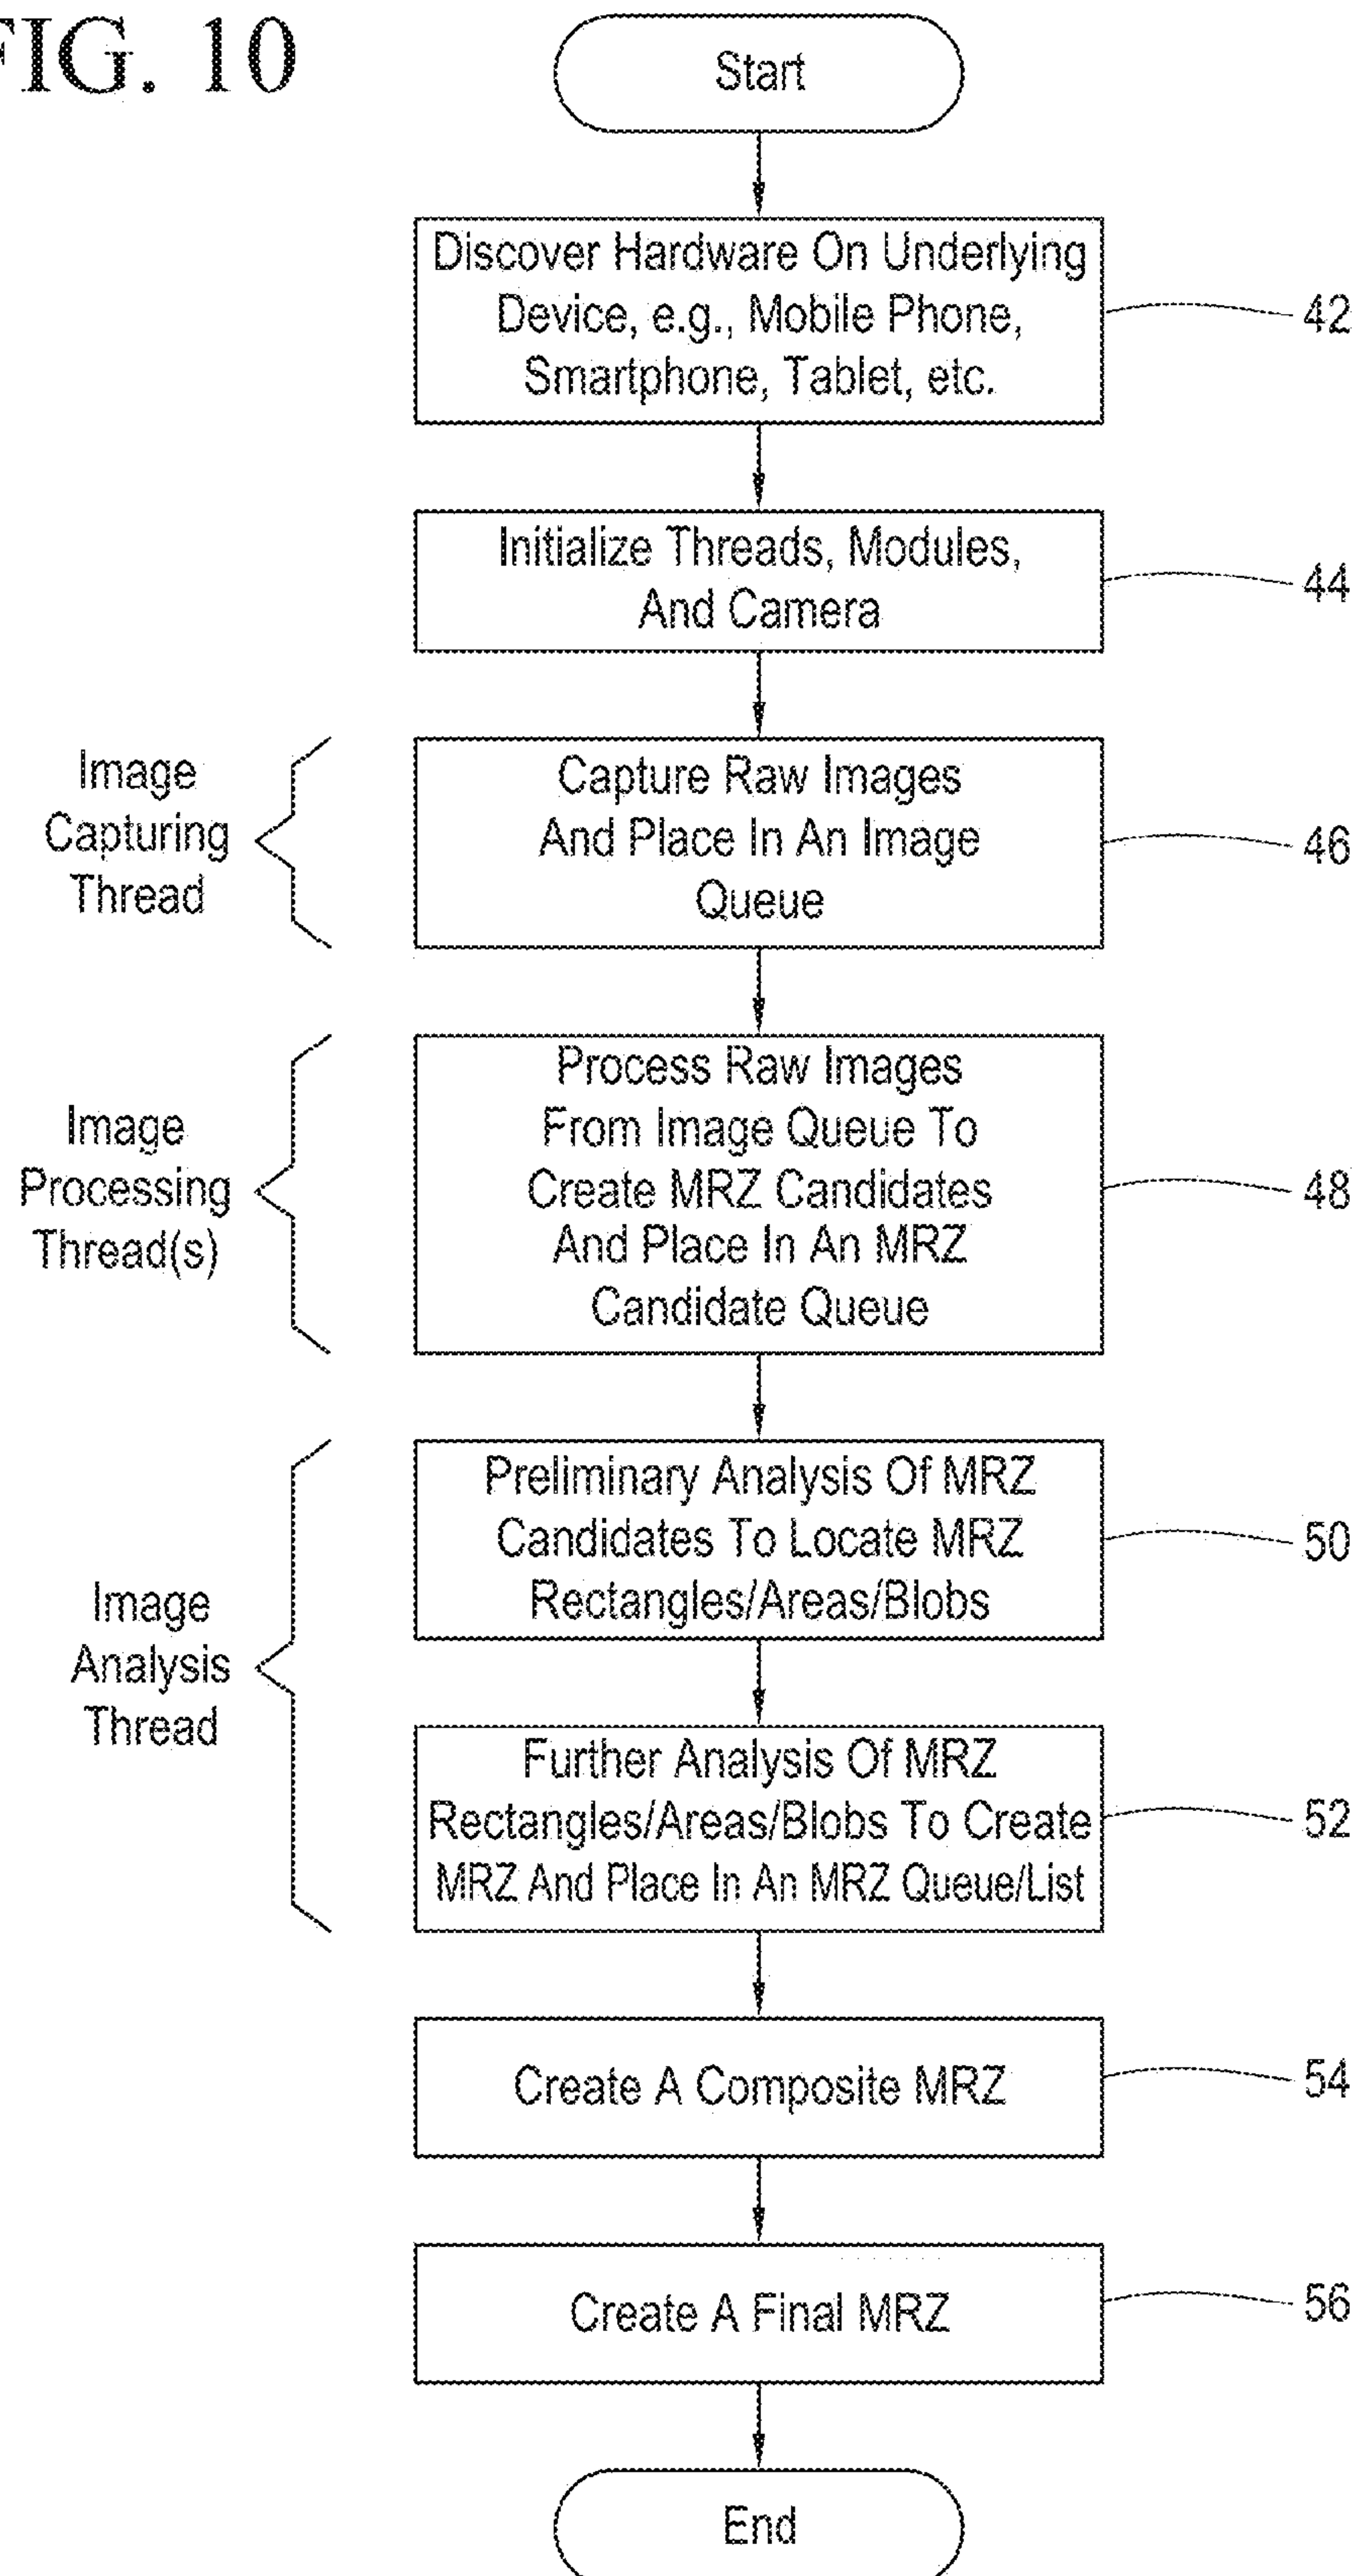 FIG. 10
Start
Discover Hardware On Underlying
Device, e.g., Mobile Phone,
Smartphone, Tablet, etc.
42
Initialize Threads, Modules,
And Camera
44
Image
Capturing
Thread
Capture Raw Images
And Place In An Image
Queue
46
Image
Processing
Thread(s)
Process Raw Images
From Image Queue To
Create MRZ Candidates
And Place In An MRZ
Candidate Queue
48
Image
Analysis
Thread
Preliminary Analysis Of MRZ
Candidates To Locate MRZ
Rectangles/Areas/Blobs
50
Further Analysis Of MRZ
Rectangles/Areas/Blobs To Create
MRZ And Place In An MRZ Queue/List
52
Create A Composite MRZ
54
Create A Final MRZ
56
End